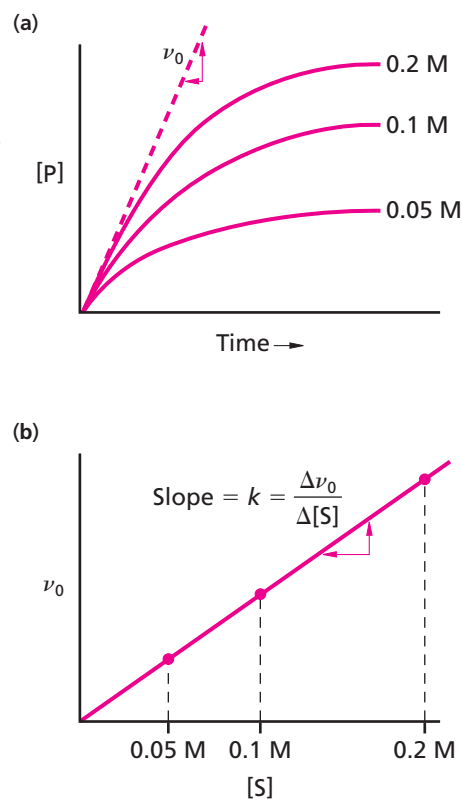 (a)
ν₀
0.2 M
0.1 M
[P]
0.05 M
Time →
(b)
Slope = k = Δν₀ / Δ[S]
ν₀
0.05 M 0.1 M 0.2 M
[S]